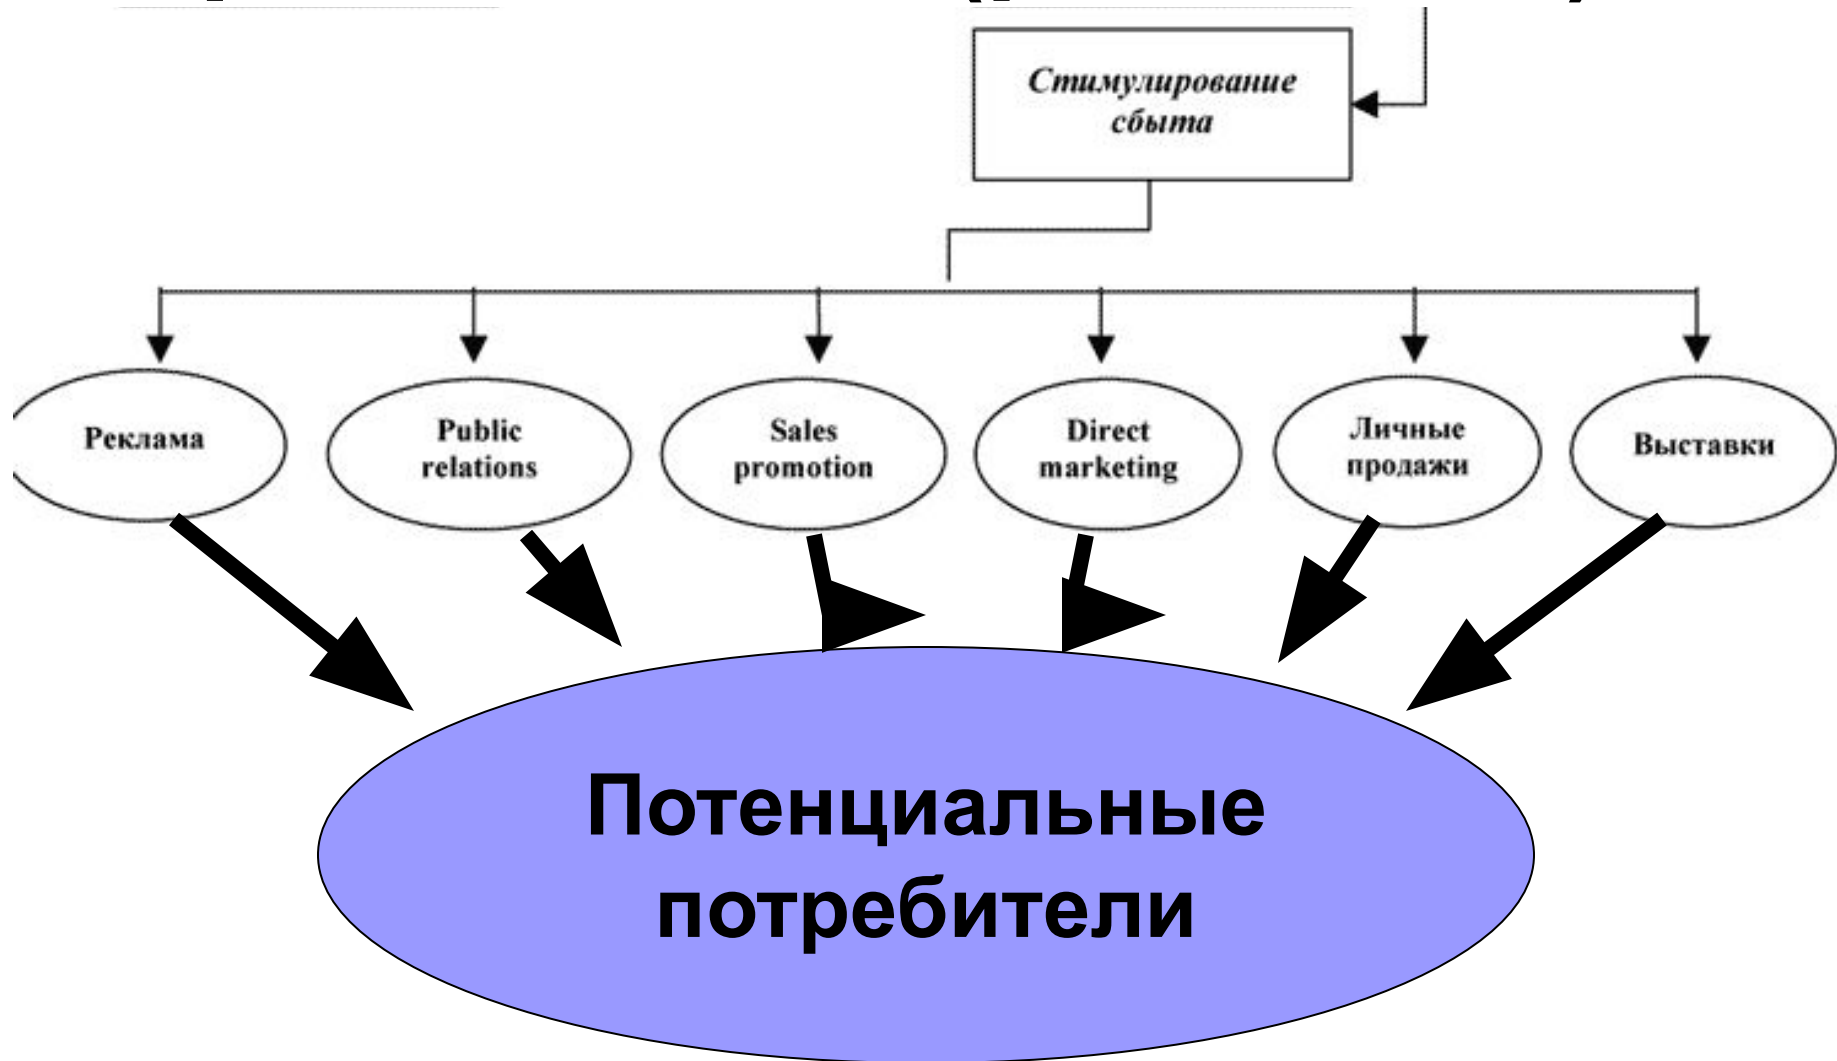 Стимулирование
сбыта
Реклама
Public
relations
Sales
promotion
Direct
marketing
Личные
продажи
Выставки
Потенциальные
потребители